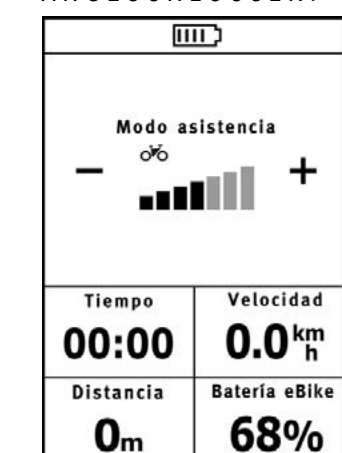 Modo asistencia
− +
Tiempo
Velocidad
00:00
0.0 km/h
Distancia
Batería eBike
0m
68%